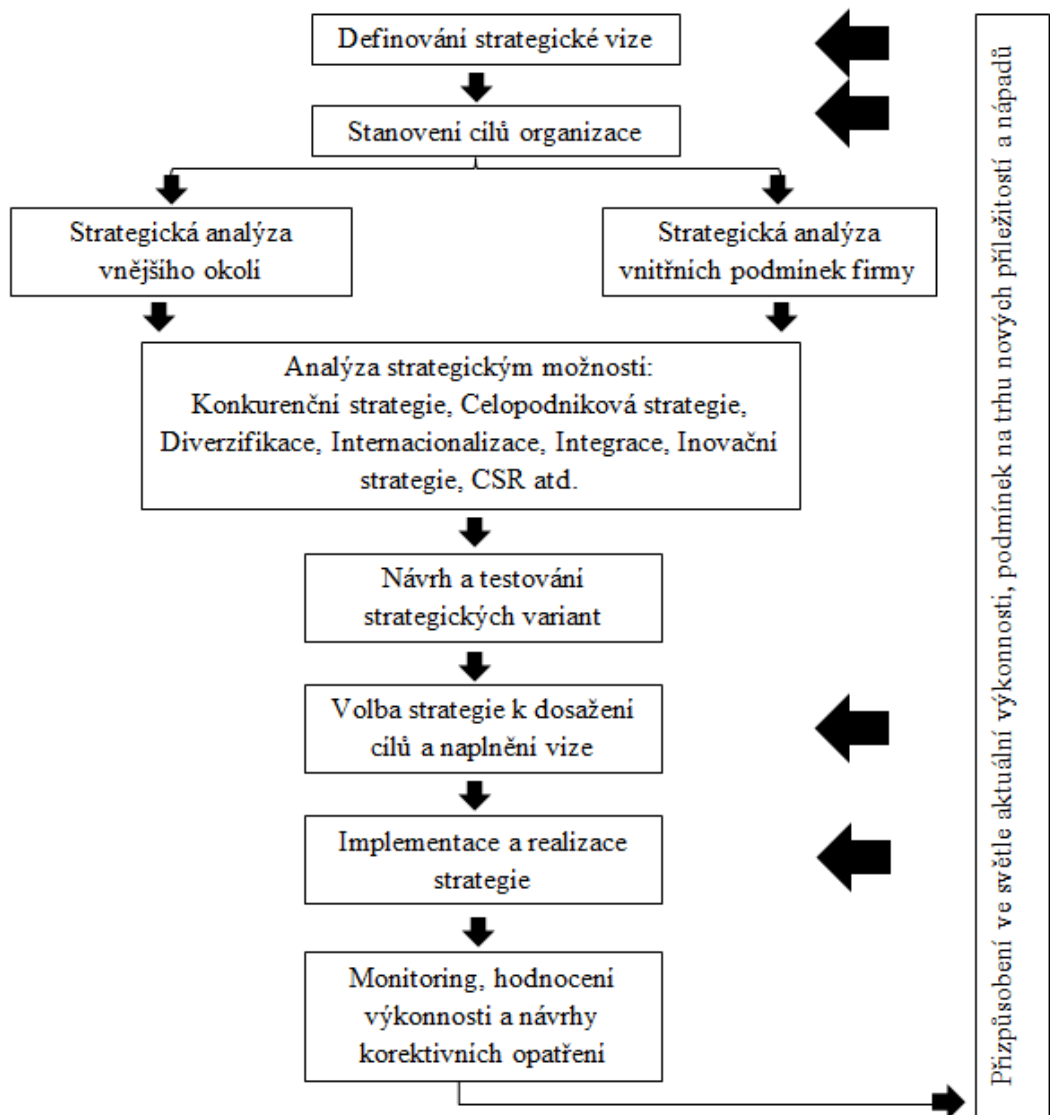 Definování strategické vize
Stanovení cílů organizace
Strategická analýza
vnějšího okolí
Strategická analýza
vnitřních podmínek firmy
Analýza strategickým možností:
Konkurenční strategie, Celopodniková strategie,
Diverzifikace, Internacionalizace, Integrace, Inovační
strategie, CSR atd.
Návrh a testování
strategických variant
Volba strategie k dosažení
cílů a naplnění vize
Implementace a realizace
strategie
Monitoring, hodnocení
výkonnosti a návrhy
korektivních opatření
Přizpůsobení ve světle aktuální výkonnosti, podmínek na trhu nových příležitostí a nápadů